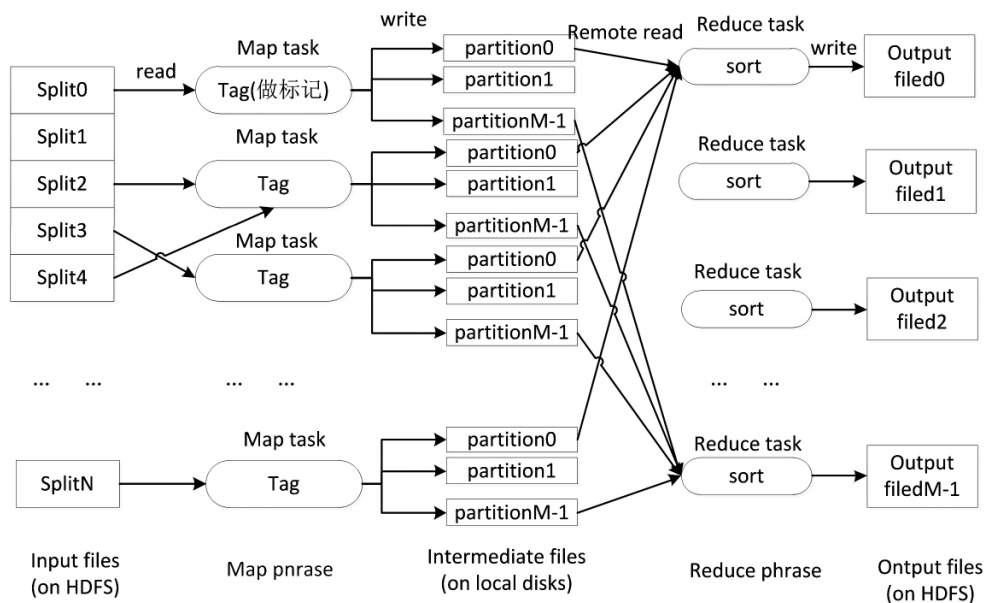 write
Remote read
Reduce task
Map task
partition0
write
read
sort
Output
filed0
Split0
Tag(做标记)
partition1
Split1
partitionM-1
Map task
partition0
Reduce task
Split2
Tag
partition1
sort
Output
filed1
Split3
Map task
partitionM-1
Split4
Tag
partition0
Reduce task
partition1
sort
Output
filed2
partitionM-1
... ...
... ...
... ...
Map task
partition0
Reduce task
SplitN
Tag
partition1
sort
Output
filedM-1
partitionM-1
Input files
(on HDFS)
Map pnrase
Intermediate files
(on local disks)
Reduce phrase
Ontput files
(on HDFS)